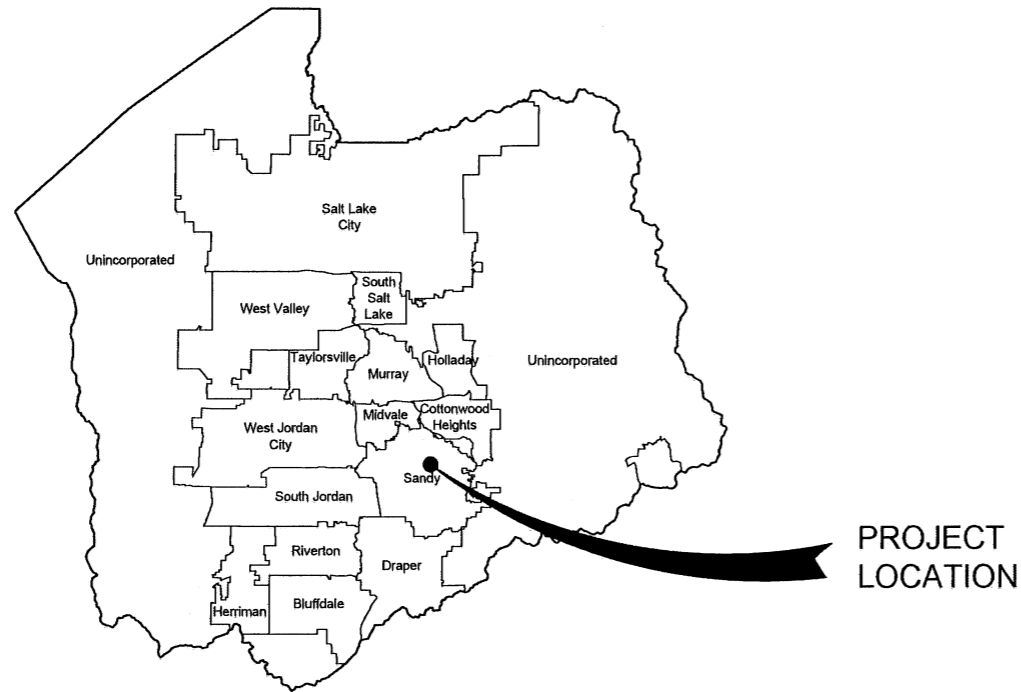 Salt Lake
City
Unincorporated
South
Salt
Lake
West Valley
Taylorsville
Murray
Holladay
Unincorporated
Midvale
Cottonwood
Heights
West Jordan
City
Sandy
South Jordan
PROJECT
LOCATION
Riverton
Draper
Herriman
Bluffdale